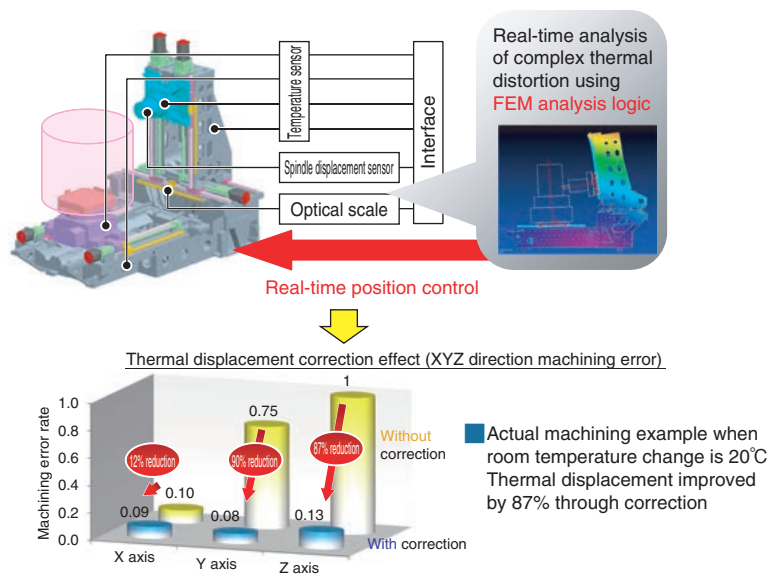 Real-time analysis
of complex thermal
distortion using
FEM analysis logic
Temperature sensor
Interface
Spindle displacement sensor
Optical scale
Real-time position control
Thermal displacement correction effect (XYZ direction machining error)
Machining error rate
1.0
0.8
0.6
0.4
0.2
0.0
12% reduction
90% reduction
87% reduction
0.10
0.75
1
0.09
0.08
0.13
Without
correction
With correction
X axis
Y axis
Z axis
Actual machining example when
room temperature change is 20℃
Thermal displacement improved
by 87% through correction